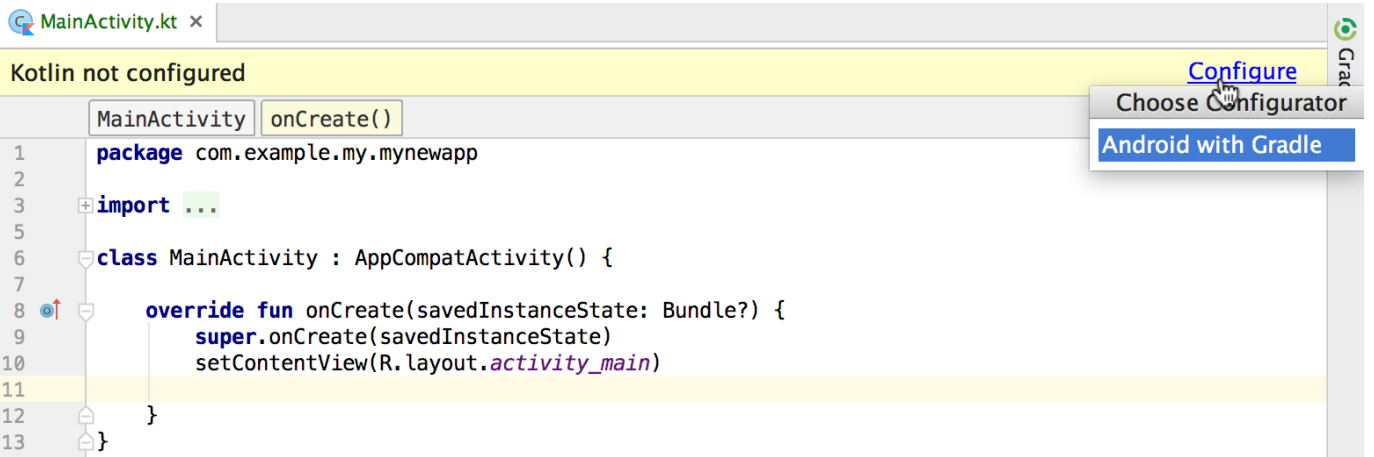 MainActivity.kt ×
Kotlin not configured Configure
Choose Configurator
Android with Gradle
MainActivity onCreate()
1 package com.example.my.mynewapp
2
3 import ...
5
6 class MainActivity : AppCompatActivity() {
7
8 override fun onCreate(savedInstanceState: Bundle?) {
9 super.onCreate(savedInstanceState)
10 setContentView(R.layout.activity_main)
11
12 }
13 }